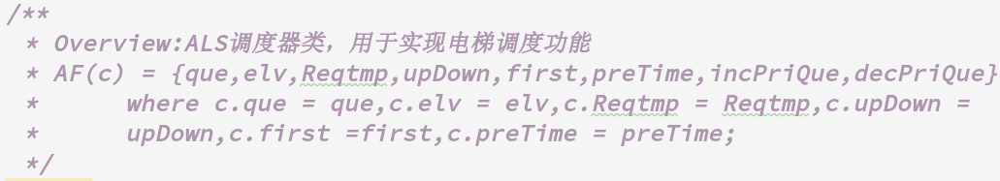 /**
* Overview:ALS调度器类，用于实现电梯调度功能
* AF(c) = {que,elv,Reqtmp,upDown,first,preTime,incPriQue,decPriQue}
* where c.que = que,c.elv = elv,c.Reqtmp = Reqtmp,c.upDown =
* upDown,c.first =first,c.preTime = preTime;
*/